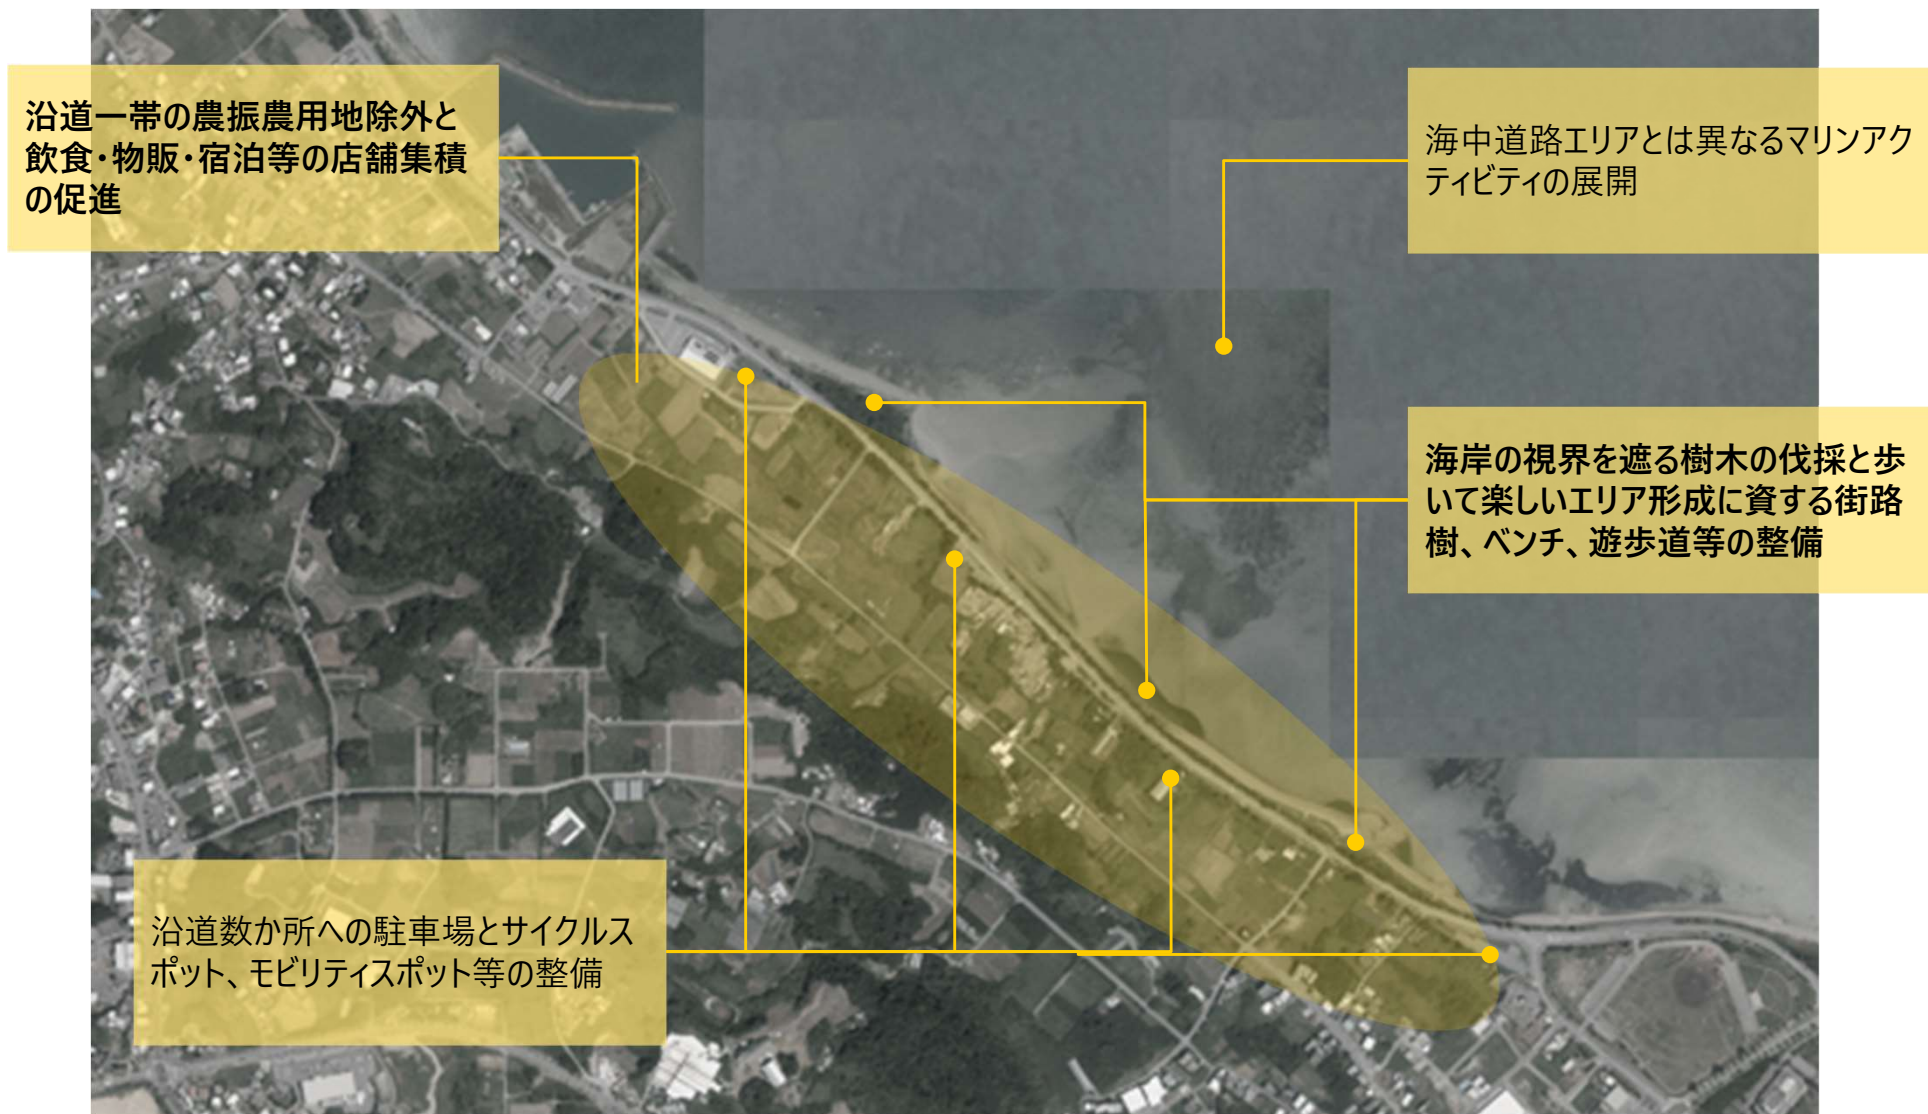 沿道一帯の農振農用地除外と
飲食・物販・宿泊等の店舗集積
の促進
海中道路エリアとは異なるマリンアク
ティビティの展開
海岸の視界を遮る樹木の伐採と歩
いて楽しいエリア形成に資する街路
樹、ベンチ、遊歩道等の整備
沿道数か所への駐車場とサイクルス
ポット、モビリティスポット等の整備